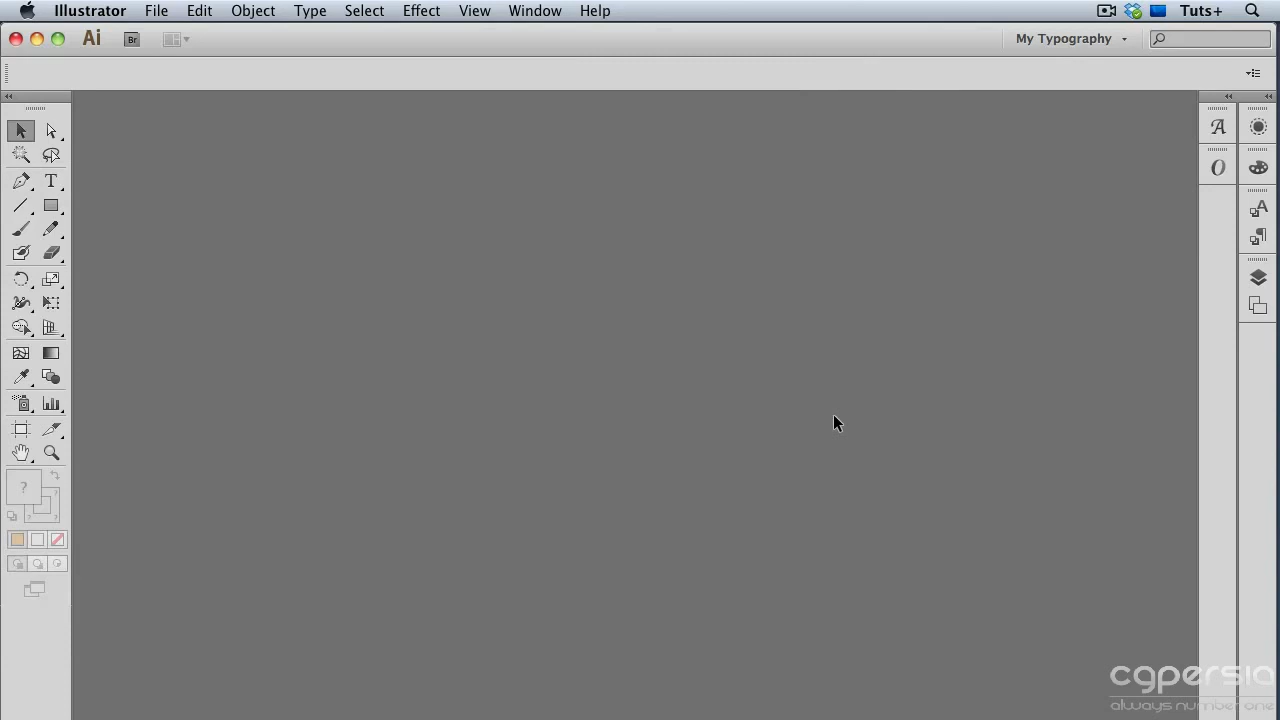 Illustrator File Edit Object Type Select Effect View Window Help Tuts+
Ai Br My Typography
A
O
A
T
?
? ?
cgpersia
always number one